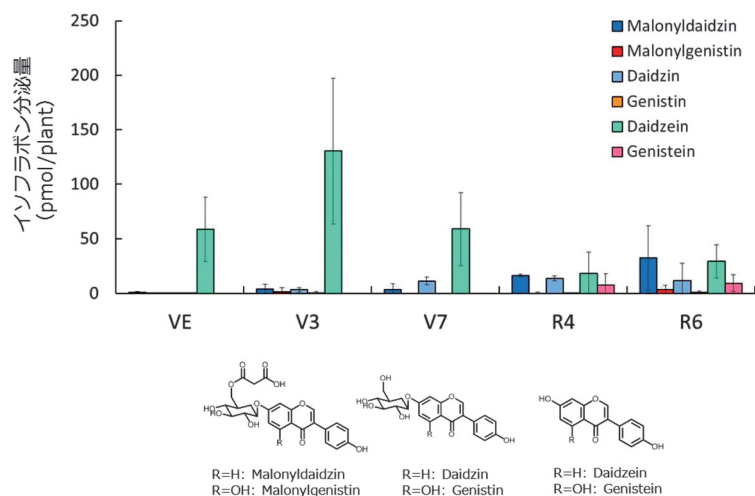 イソフラボン分泌量
(pmol/plant)
250
200
150
100
50
0
Malonyldaidzin
Malonylgenistin
Daidzin
Genistin
Daidzein
Genistein
VE V3 V7 R4 R6
R=H: Malonyldaidzin
R=OH: Malonylgenistin
R=H: Daidzin
R=OH: Genistin
R=H: Daidzein
R=OH: Genistein